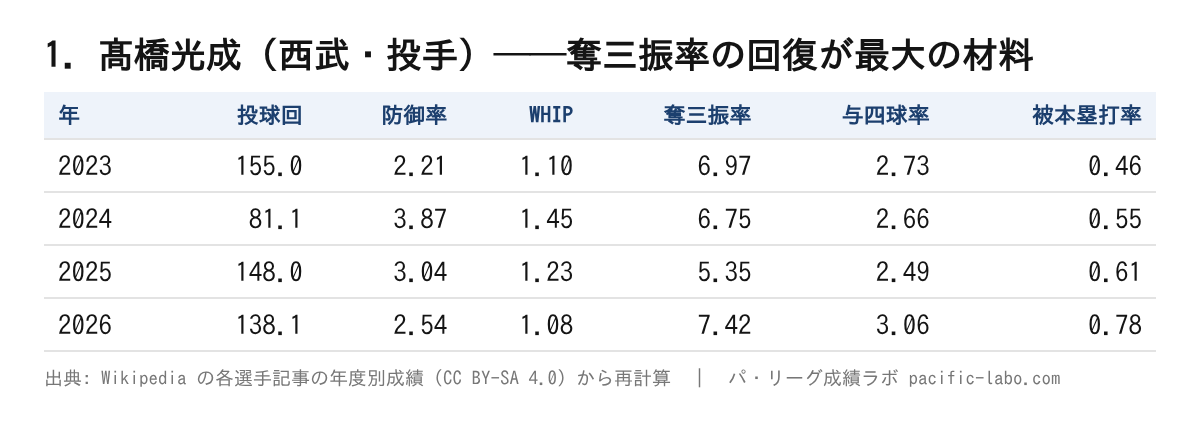 1. 髙橋光成（西武・投手）――奪三振率の回復が最大の材料
年 投球回 防御率 WHIP 奪三振率 与四球率 被本塁打率
2023 155.0 2.21 1.10 6.97 2.73 0.46
2024 81.1 3.87 1.45 6.75 2.66 0.55
2025 148.0 3.04 1.23 5.35 2.49 0.61
2026 138.1 2.54 1.08 7.42 3.06 0.78
出典: Wikipedia の各選手記事の年度別成績（CC BY-SA 4.0）から再計算 ｜ パ・リーグ成績ラボ pacific-labo.com